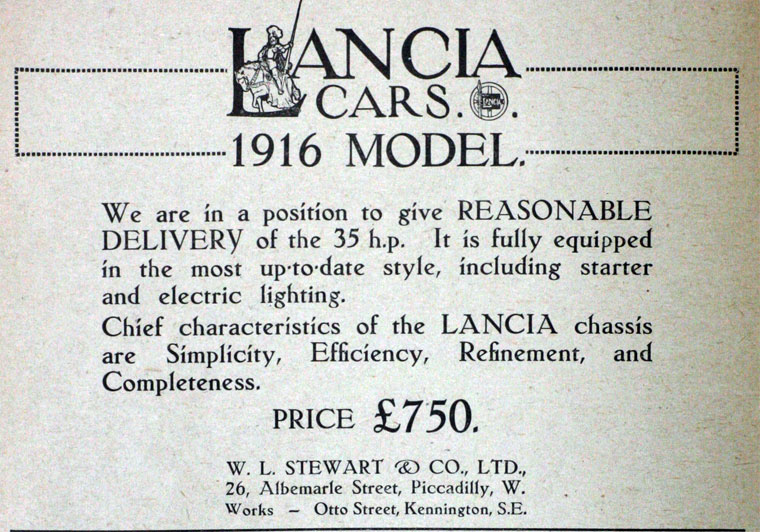 LANCIA
CARS. LANCIA .
1916 MODEL.
We are in a position to give REASONABLE
DELIVERY of the 35 h.p. It is fully equipped
in the most up-to-date style, including starter
and electric lighting.
Chief characteristics of the LANCIA chassis
are Simplicity, Efficiency, Refinement, and
Completeness.
PRICE £750.
W. L. STEWART & CO., LTD.,
26, Albemarle Street, Piccadilly, W.
Works – Otto Street, Kennington, S.E.